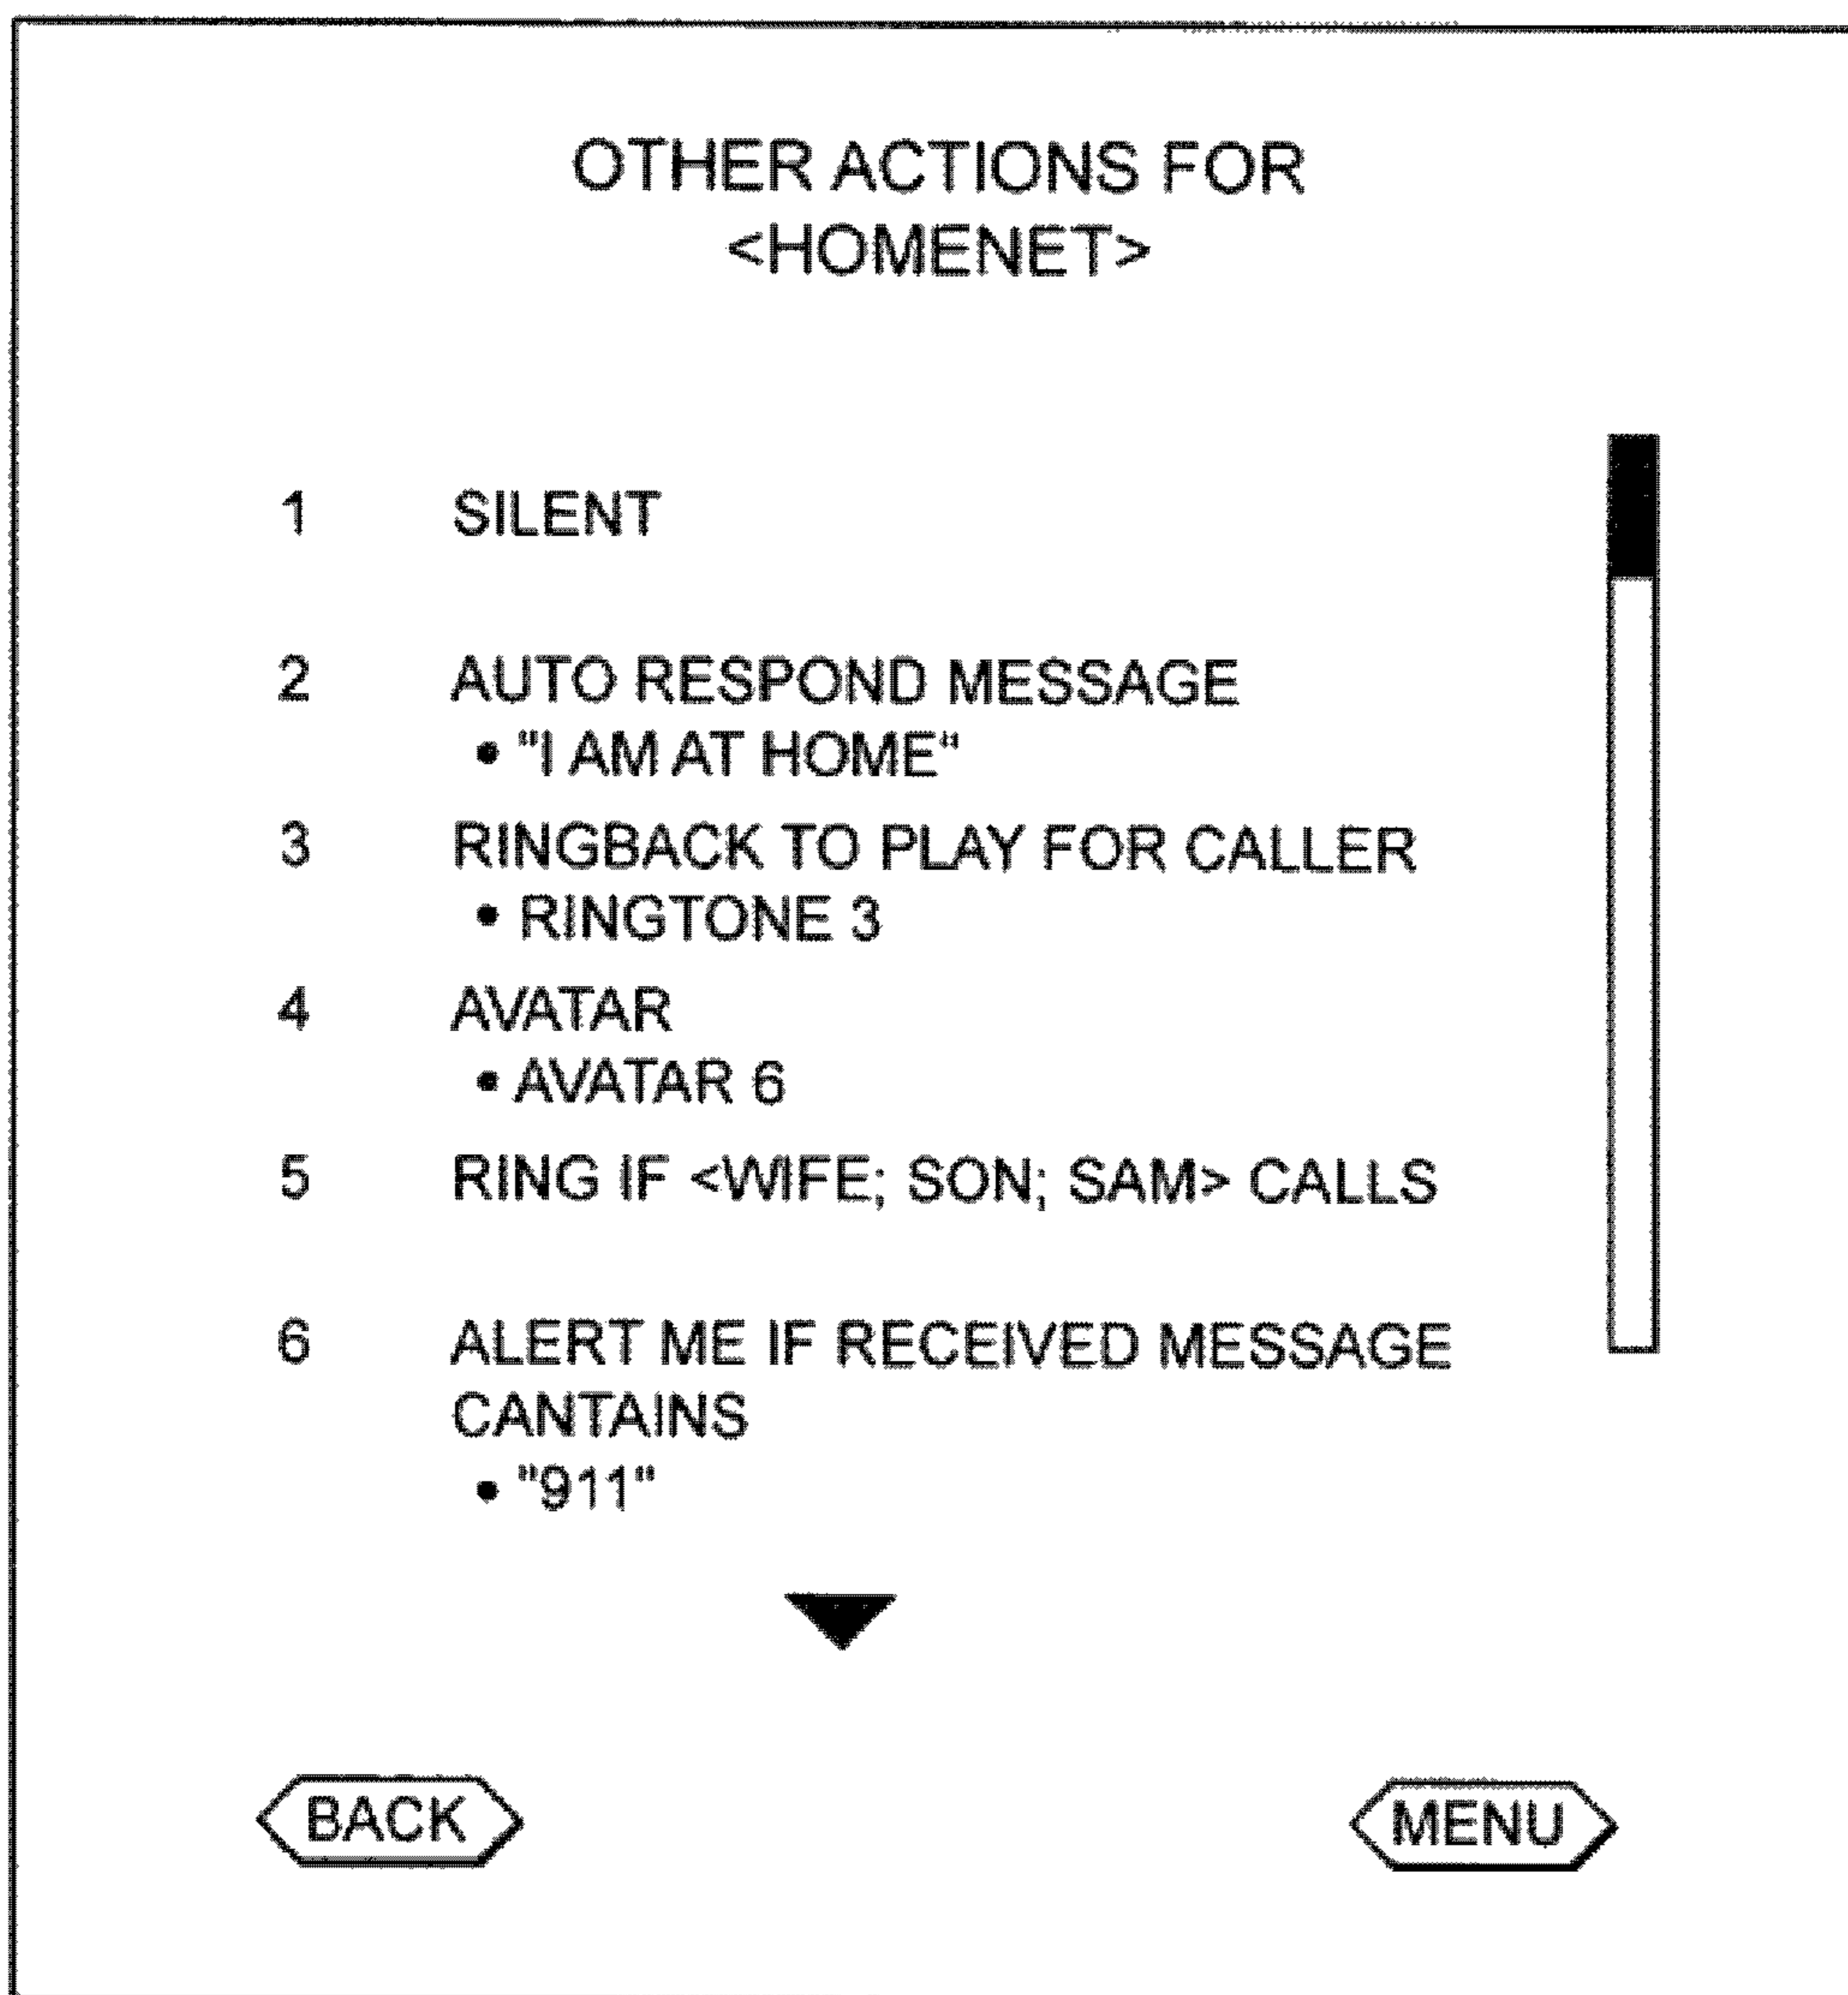 OTHER ACTIONS FOR
<HOMENET>
1 SILENT
2 AUTO RESPOND MESSAGE
• "I AM AT HOME"
3 RINGBACK TO PLAY FOR CALLER
• RINGTONE 3
4 AVATAR
• AVATAR 6
5 RING IF <WIFE; SON; SAM> CALLS
6 ALERT ME IF RECEIVED MESSAGE
CANTAINS
• "911"
BACK MENU